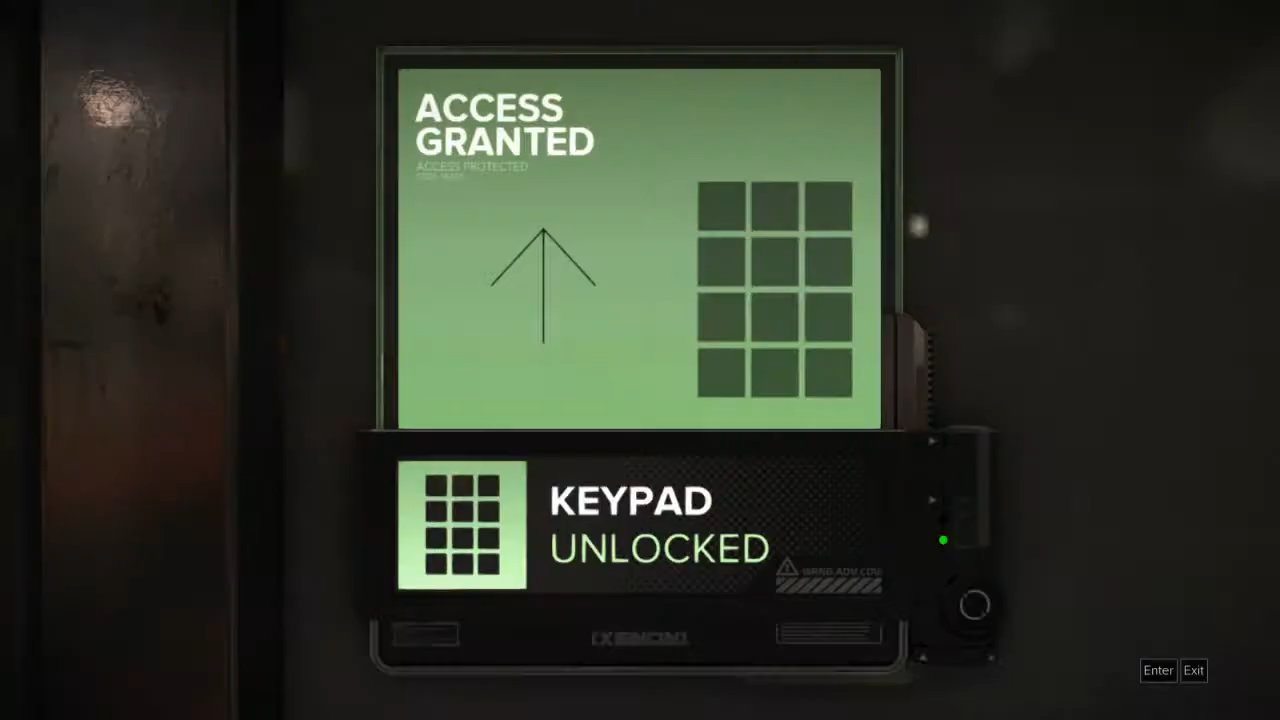 ACCESS
GRANTED
ACCESS PROTECTED
KEYPAD
UNLOCKED
Enter Exit